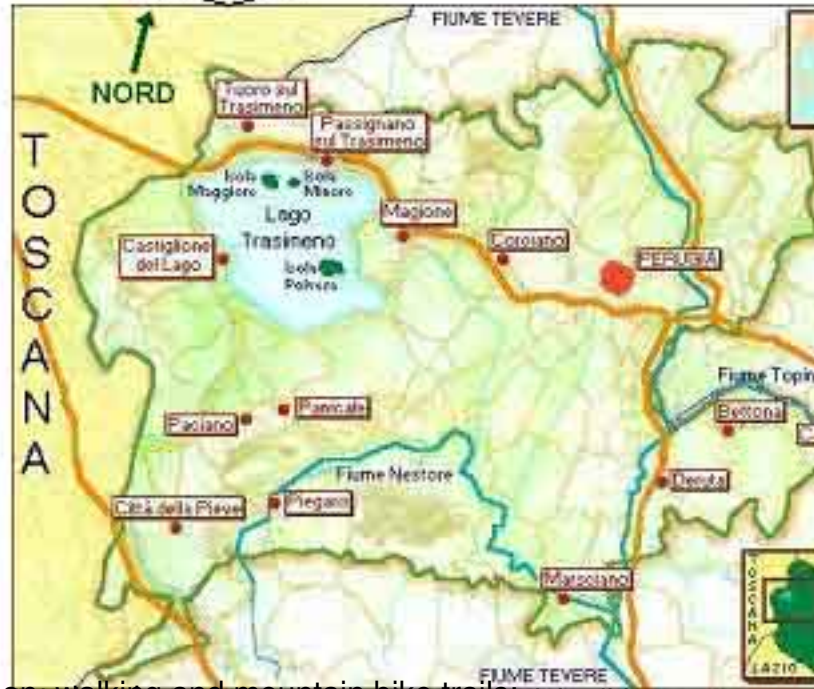 FIUME TEVERE
NORD
Tuoro sul
Trasimeno
Passignano
sul Trasimeno
TOSCANA
Isola
Maggiore
Isola
Minore
Lago
Trasimeno
Magione
Corciano
Castiglione
del Lago
Isola
Polvese
PERUGIA
Fiume Topin
Bettona
Panicale
Paciano
Fiume Nestore
Deruta
Città della Pieve
Piegaro
Marsciano
TOSCANA
LAZIO
FIUME TEVERE
walking and mountain bike trails: